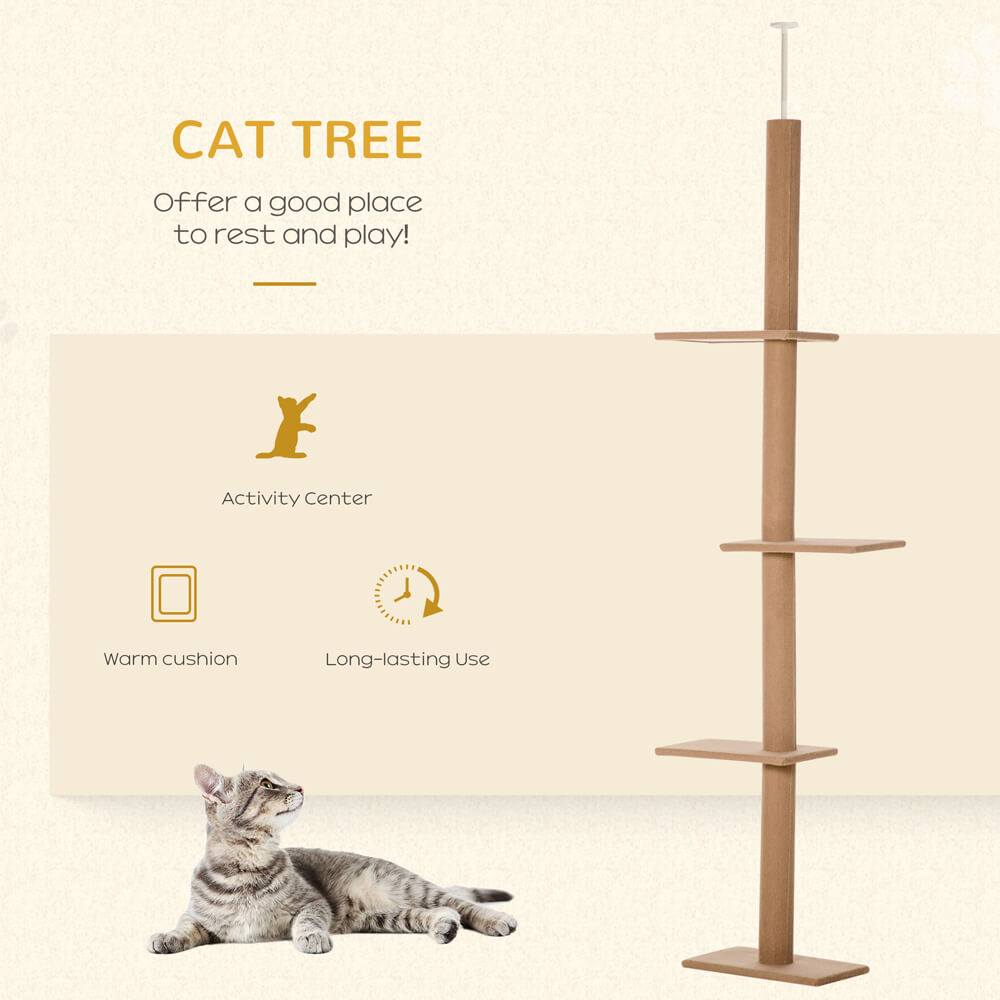 CAT TREE
Offer a good place
to rest and play!
Activity Center
Warm cushion
Long-lasting Use